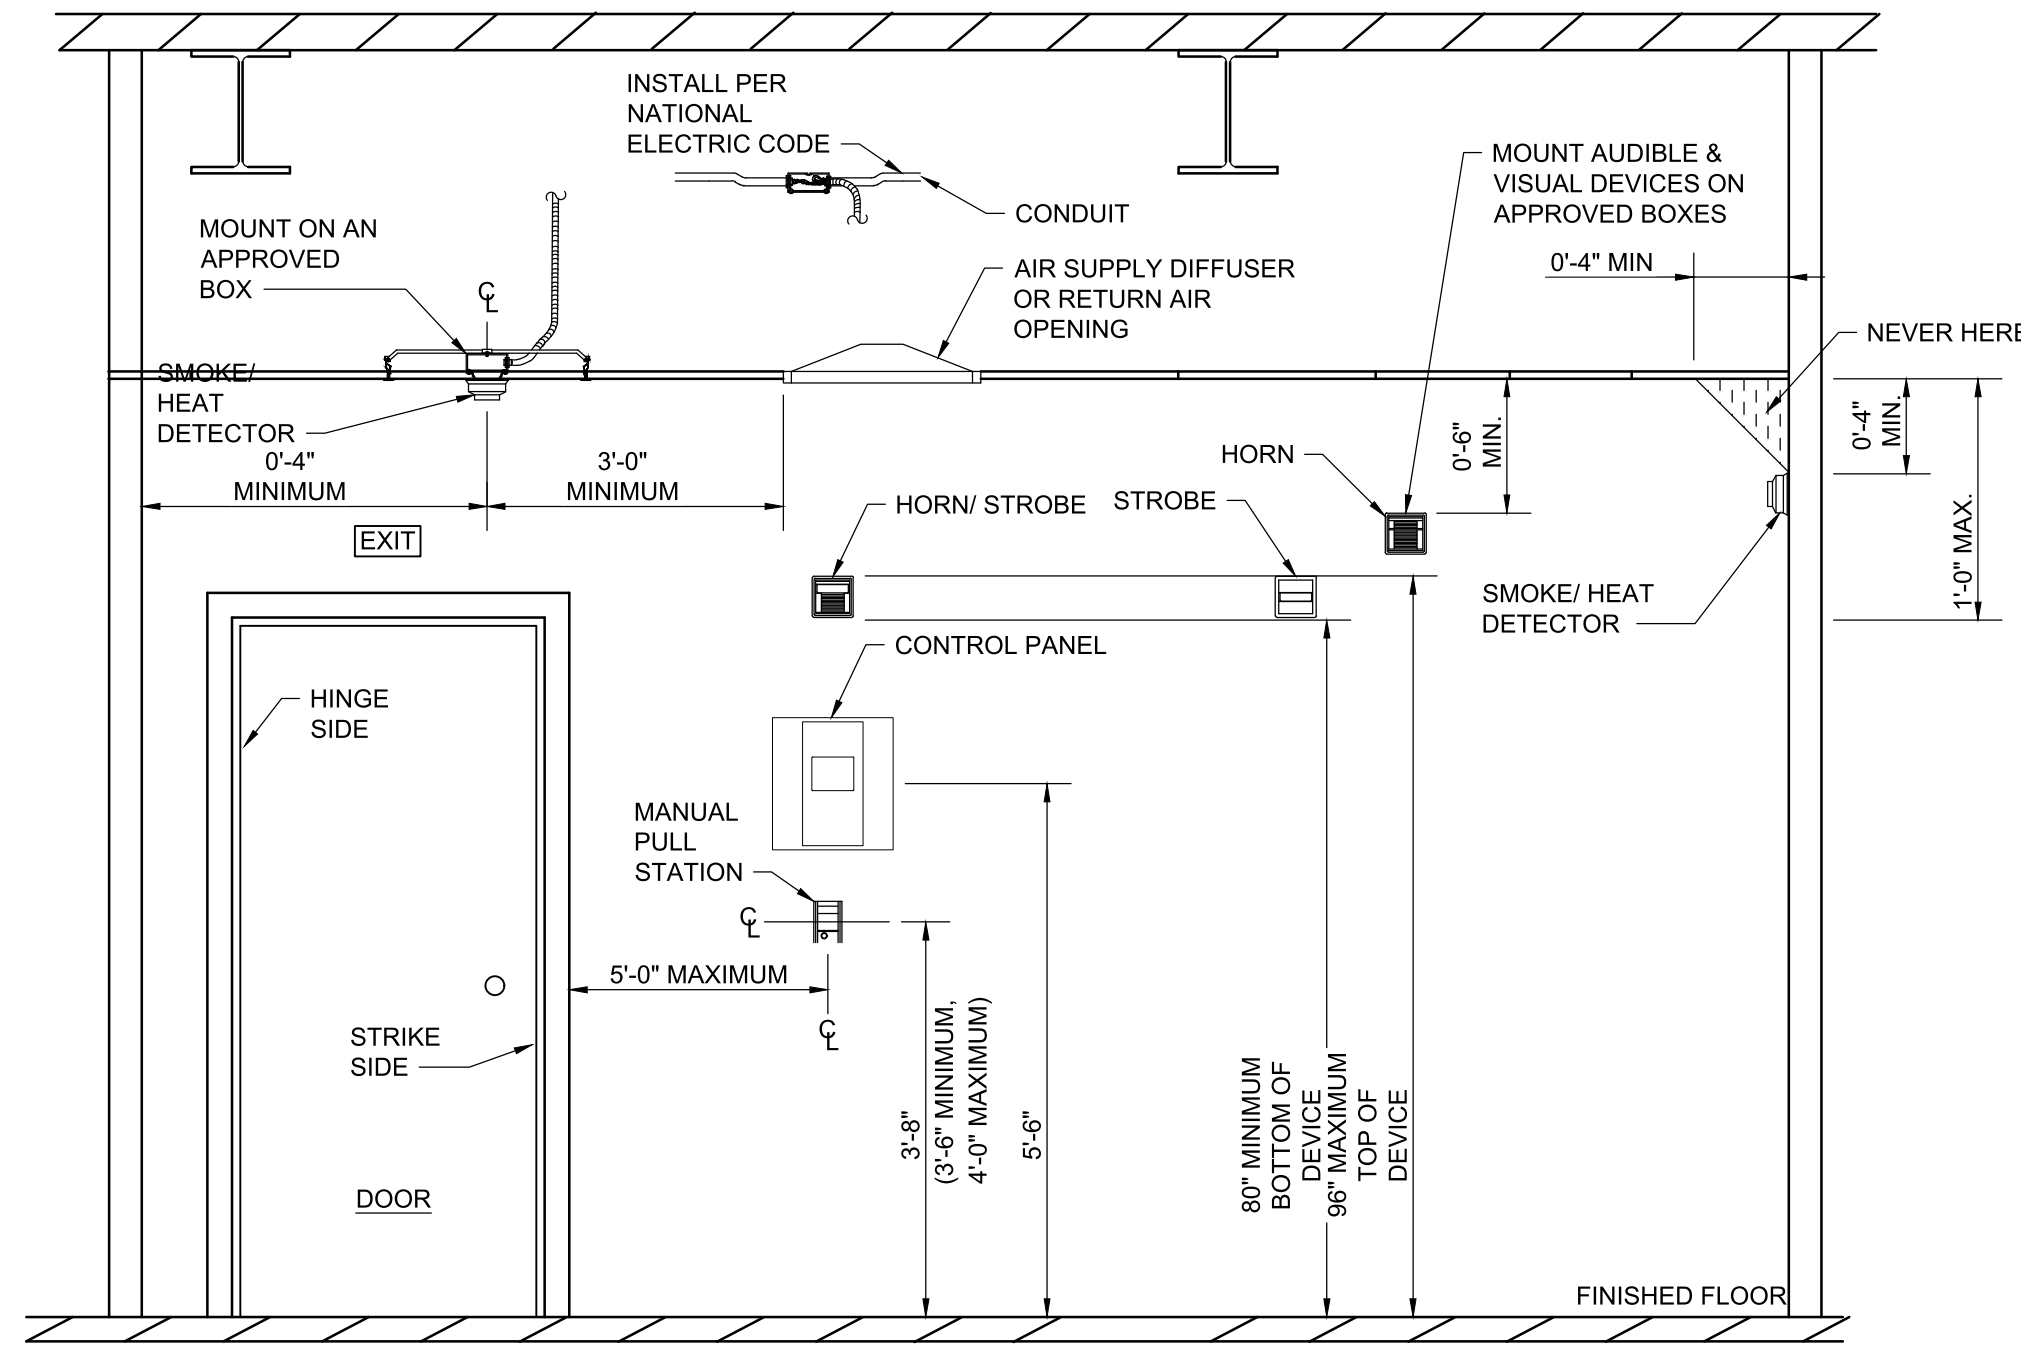 INSTALL PER
NATIONAL
ELECTRIC CODE
CONDUIT
MOUNT AUDIBLE &
VISUAL DEVICES ON
APPROVED BOXES
MOUNT ON AN
APPROVED
BOX
CL
AIR SUPPLY DIFFUSER
OR RETURN AIR
OPENING
0'-4" MIN
NEVER HERE
SMOKE/
HEAT
DETECTOR
0'-4"
MINIMUM
3'-0"
MINIMUM
HORN
0'-6"
MIN.
0'-4"
MIN.
1'-0" MAX.
HORN/ STROBE
STROBE
EXIT
SMOKE/ HEAT
DETECTOR
CONTROL PANEL
HINGE
SIDE
MANUAL
PULL
STATION
CL
5'-0" MAXIMUM
CL
STRIKE
SIDE
3'-8"
(3'-6" MINIMUM,
4'-0" MAXIMUM)
5'-6"
80" MINIMUM
BOTTOM OF
DEVICE
96" MAXIMUM
TOP OF
DEVICE
DOOR
FINISHED FLOOR